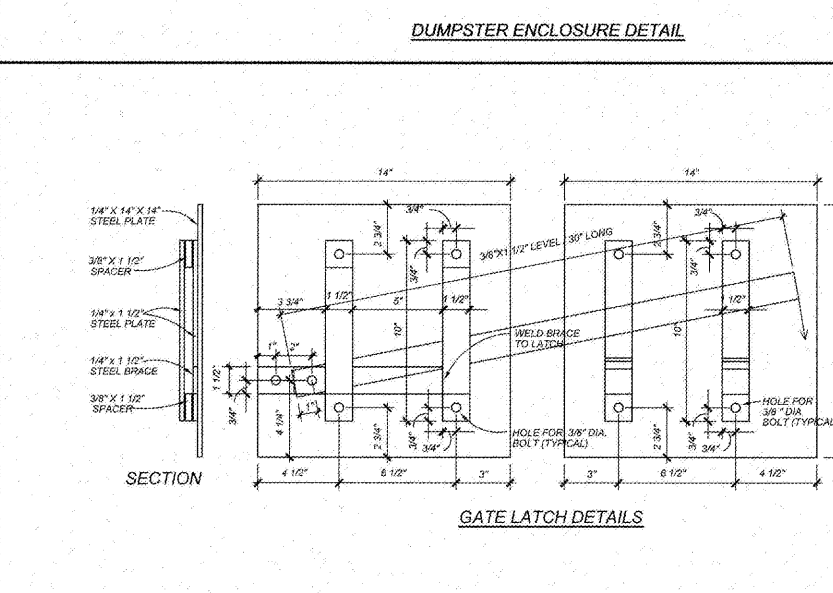 DUMPSTER ENCLOSURE DETAIL
14"
14"
1/4" X 14" X 14"
STEEL PLATE
3/4"
3/4"
2 3/4"
2 3/4"
3/8"X1 1/2" LEVEL - 30" LONG
3/8" X 1 1/2"
SPACER
3/4"
3/4"
3 3/4"
1 1/2"
5"
1 1/2"
1/2"
1/4" x 1 1/2"
STEEL PLATE
10"
10"
WELD BRACE
TO LATCH
1"
2"
1/4" x 1 1/2"
STEEL BRACE
1 1/2"
3/8" X 1 1/2"
SPACER
3/4"
1"
4 1/4"
HOLE FOR
3/8" DIA
BOLT (TYPICAL
HOLE FOR 3/8" DIA.
BOLT (TYPICAL)
2 3/4"
3/4"
3/4"
3/4"
3/4"
SECTION
4 1/2"
6 1/2"
3"
3"
6 1/2"
4 1/2"
GATE LATCH DETAILS